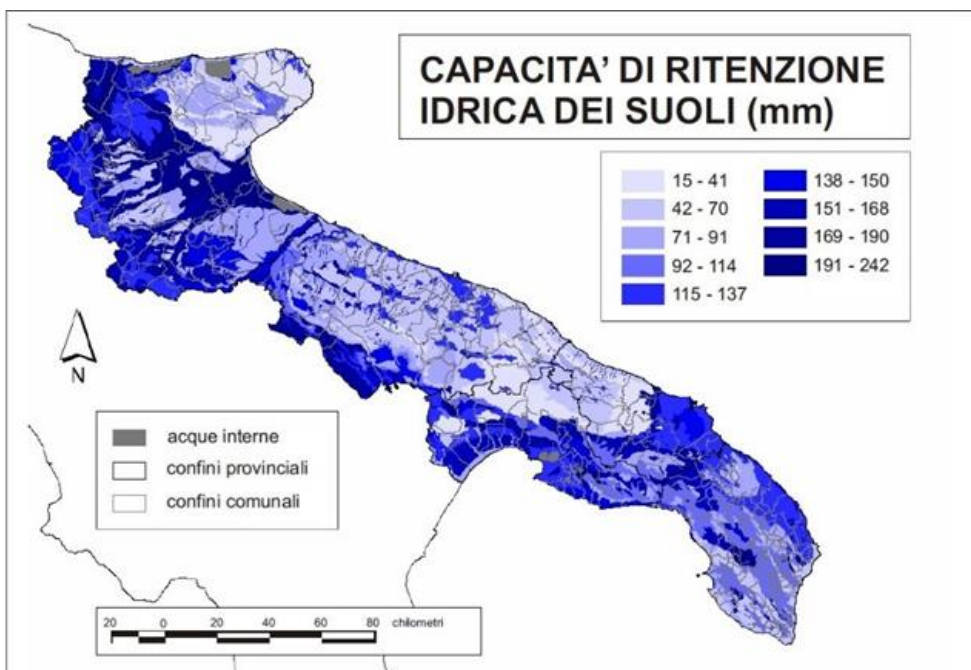 CAPACITA' DI RITENZIONE
IDRICA DEI SUOLI (mm)
15 - 41
42 - 70
71 - 91
92 - 114
115 - 137
138 - 150
151 - 168
169 - 190
191 - 242
N
acque interne
confini provinciali
confini comunali
20 0 20 40 60 80 chilometri